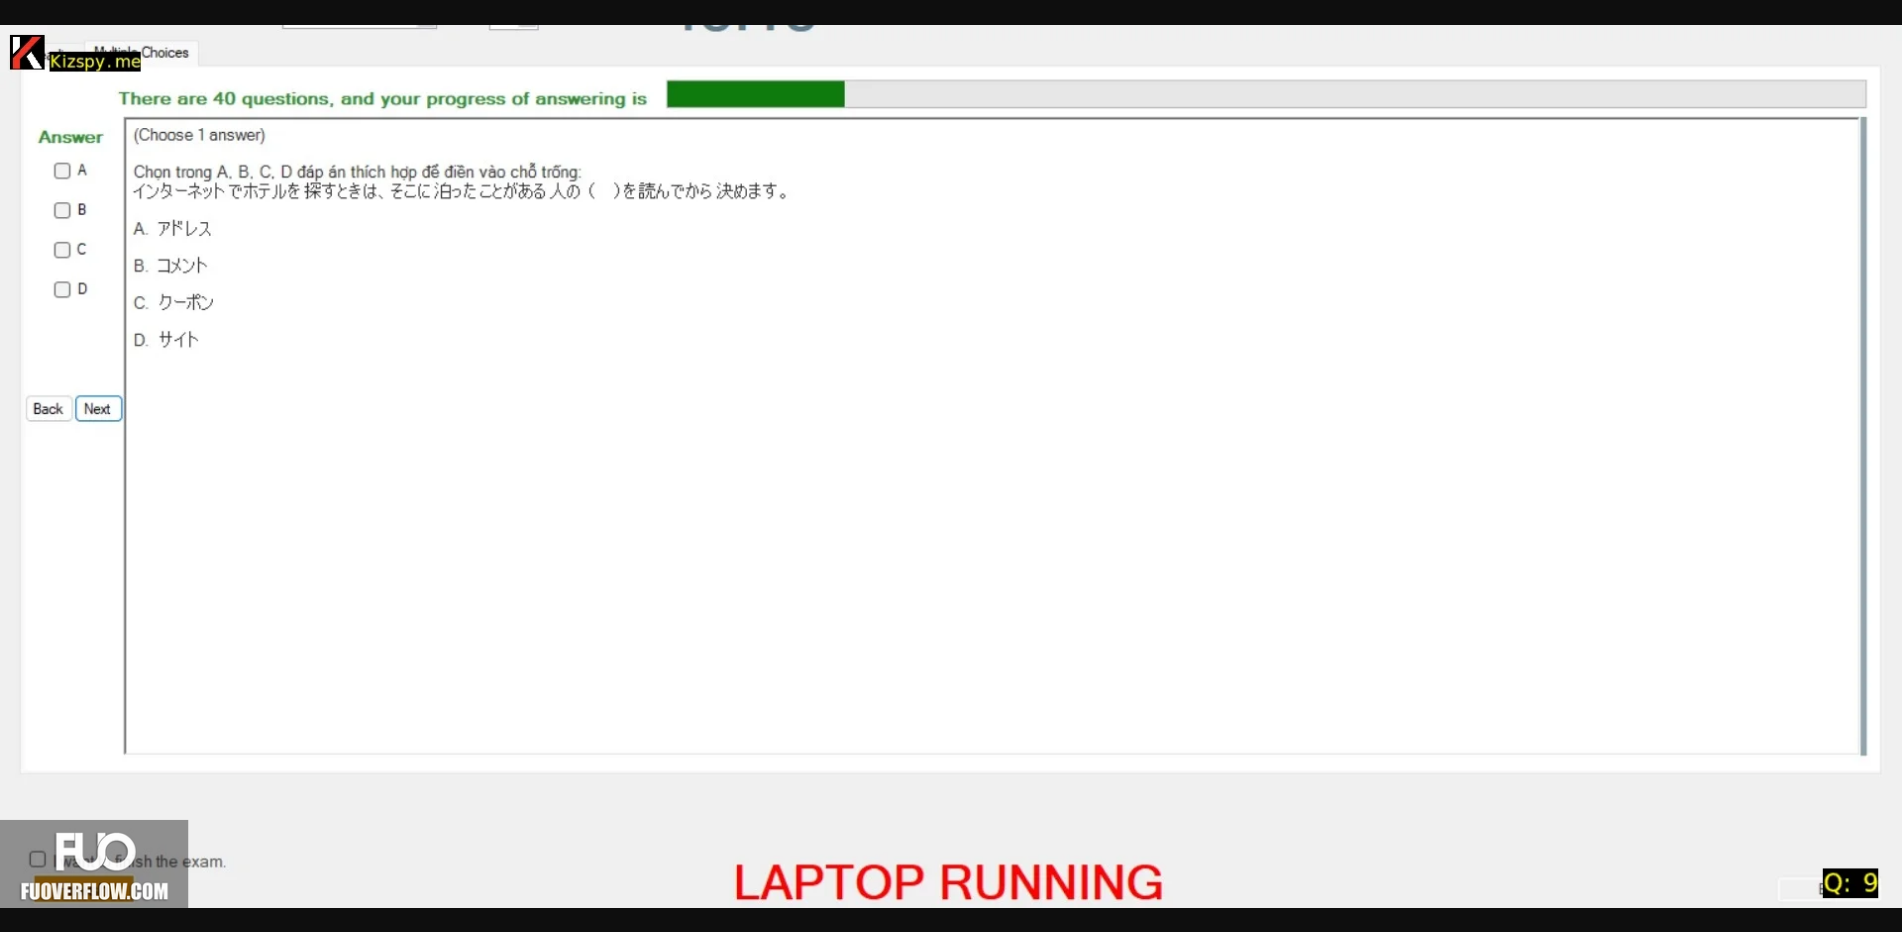 Multiple Choices
Kizspy.me
There are 40 questions, and your progress of answering is
Answer
(Choose 1 answer)
A
B
C
D
Chọn trong A, B, C, D đáp án thích hợp để điền vào chỗ trống:
インターネットでホテルを探すときは、そこに泊ったことがある人の（　）を読んでから決めます。
A. アドレス
B. コメント
C. クーポン
D. サイト
Back
Next
FUO
finish the exam.
FUOVERFLOW.COM
LAPTOP RUNNING
Q: 9